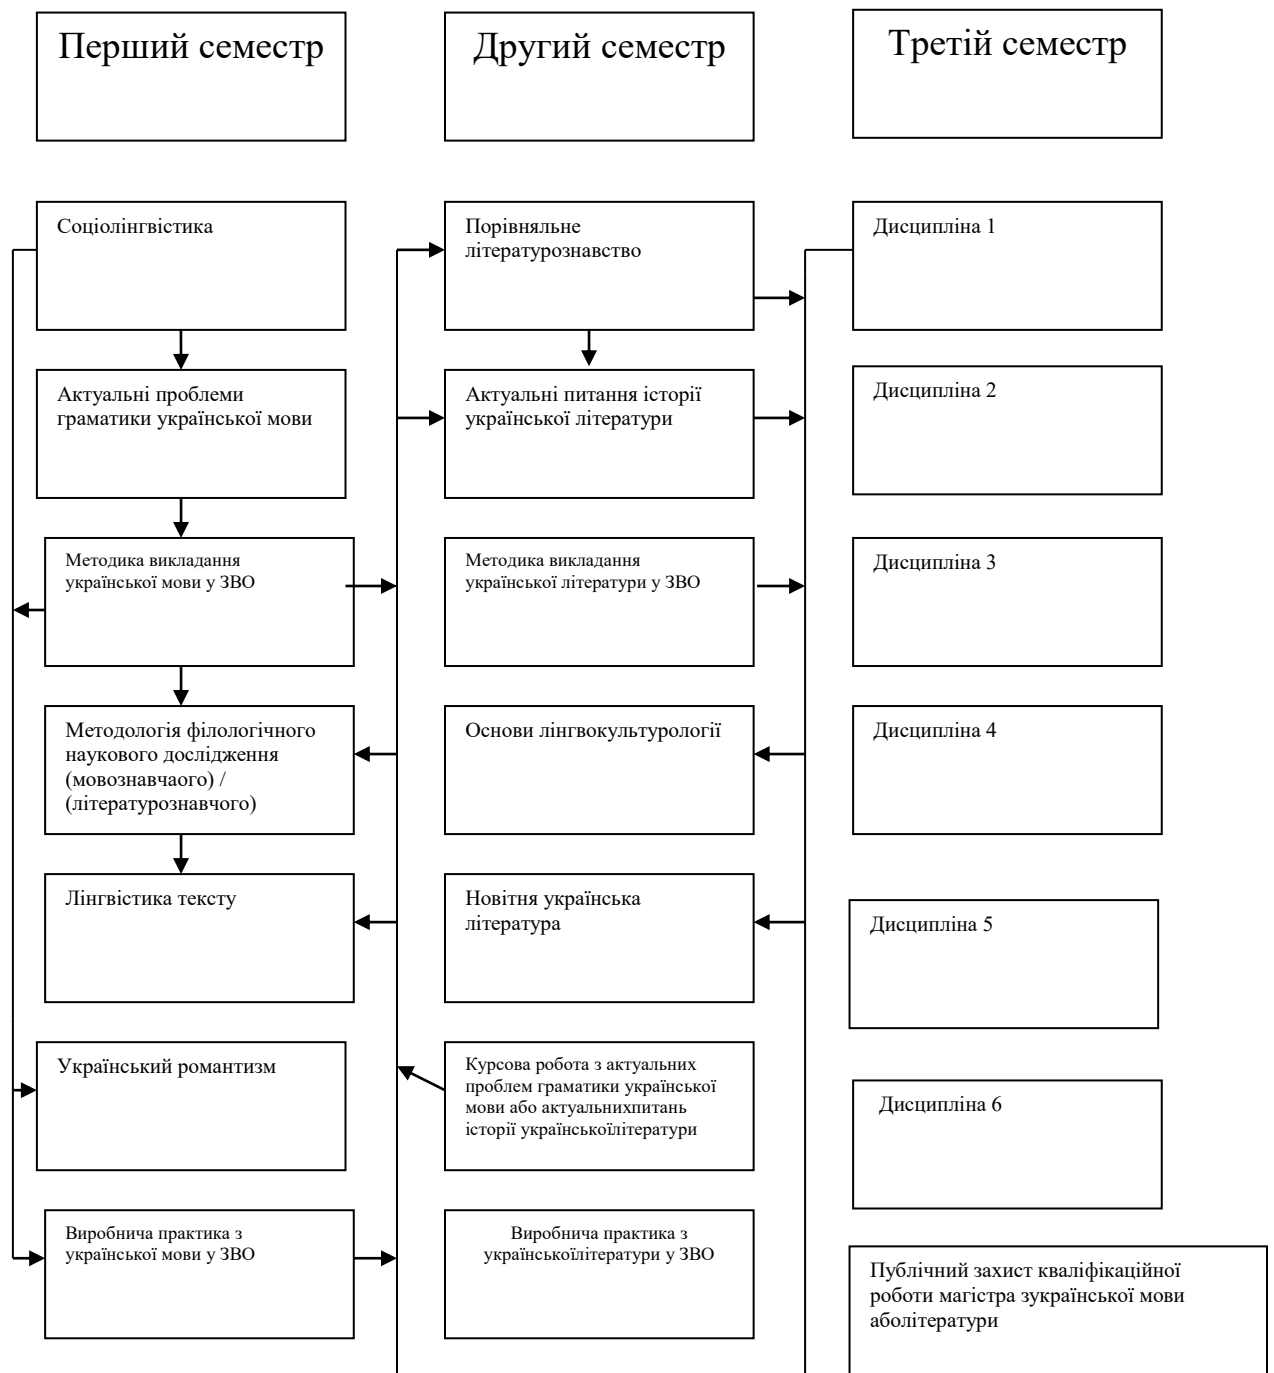 Перший семестр
Другий семестр
Третій семестр
Соціолінгвістика
Порівняльне
літературознавство
Дисципліна 1
Актуальні проблеми
граматики української мови
Актуальні питання історії
української літератури
Дисципліна 2
Методика викладання
української мови у ЗВО
Методика викладання
української літератури у ЗВО
Дисципліна 3
Методологія філологічного
наукового дослідження
(мовознавчаого) /
(літературознавчого)
Основи лінгвокультурології
Дисципліна 4
Лінгвістика тексту
Новітня українська
література
Дисципліна 5
Український романтизм
Курсова робота з актуальних
проблем граматики української
мови або актуальнихпитань
історії українськоїлітератури
Дисципліна 6
Виробнича практика з
української мови у ЗВО
Виробнича практика з
українськоїлітератури у ЗВО
Публічний захист кваліфікаційної
роботи магістра зукраїнської мови
аболітератури